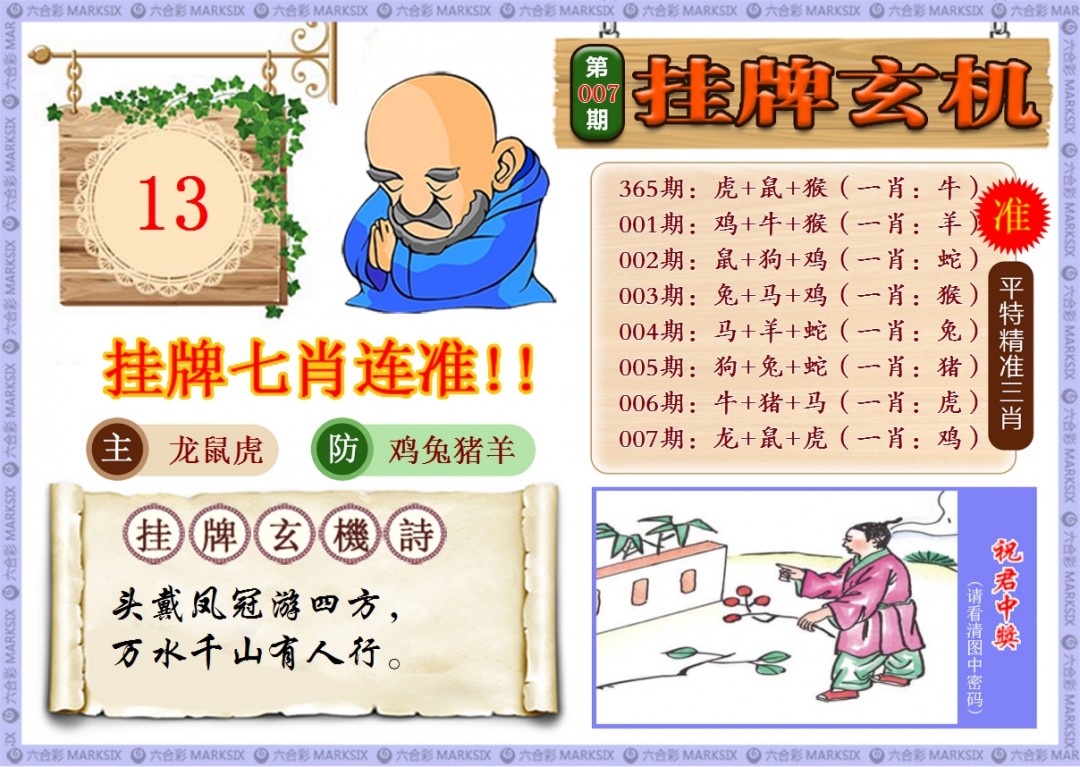 六合彩 MARKSIX
第007期
挂牌玄机
13
365期：虎+鼠+猴（一肖：牛）
001期：鸡+牛+猴（一肖：羊）
002期：鼠+狗+鸡（一肖：蛇）
003期：兔+马+鸡（一肖：猴）
004期：马+羊+蛇（一肖：兔）
005期：狗+兔+蛇（一肖：猪）
006期：牛+猪+马（一肖：虎）
007期：龙+鼠+虎（一肖：鸡）
准
平特精准三肖
挂牌七肖连准!!
主 龙鼠虎
防 鸡兔猪羊
挂牌玄機詩
头戴凤冠游四方，
万水千山有人行。
祝君中奖
（请看清图中密码）